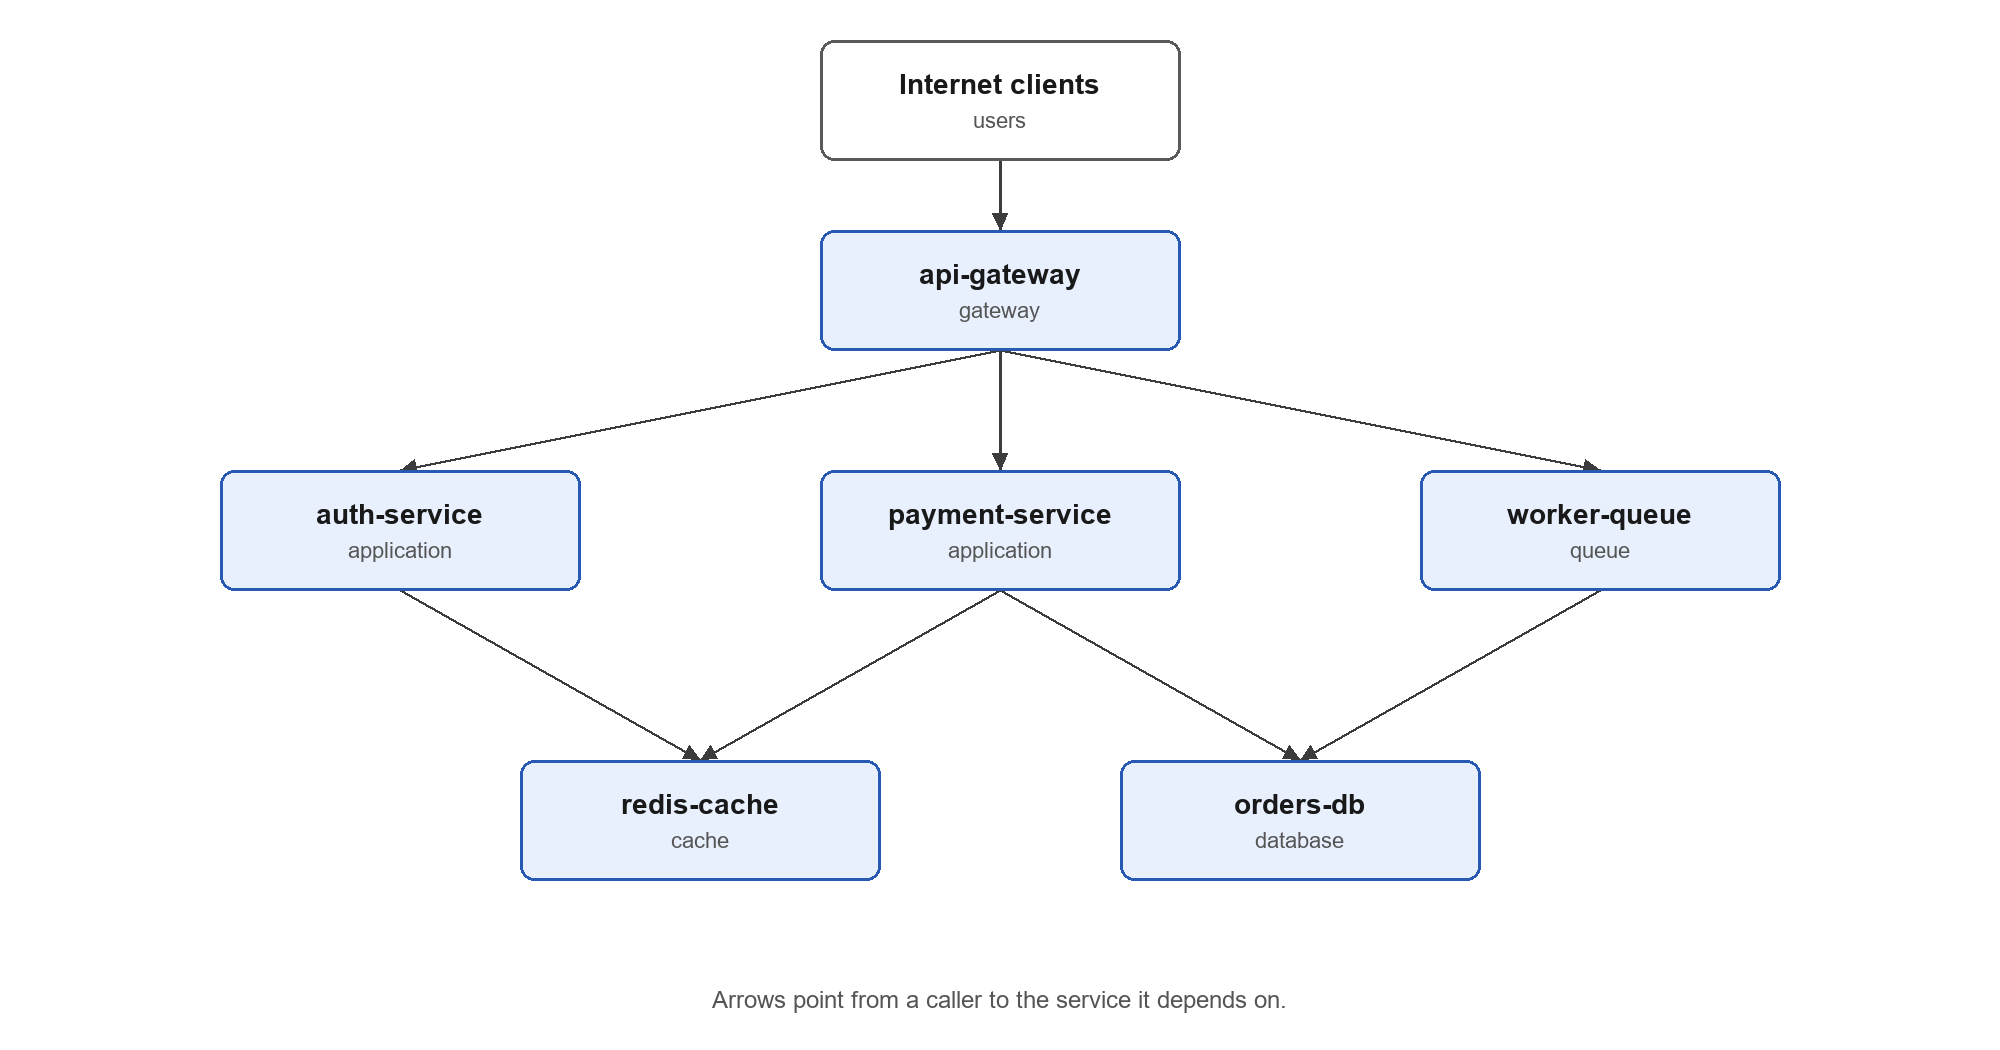 Internet clients
users
api-gateway
gateway
auth-service
application
payment-service
application
worker-queue
queue
redis-cache
cache
orders-db
database
Arrows point from a caller to the service it depends on.